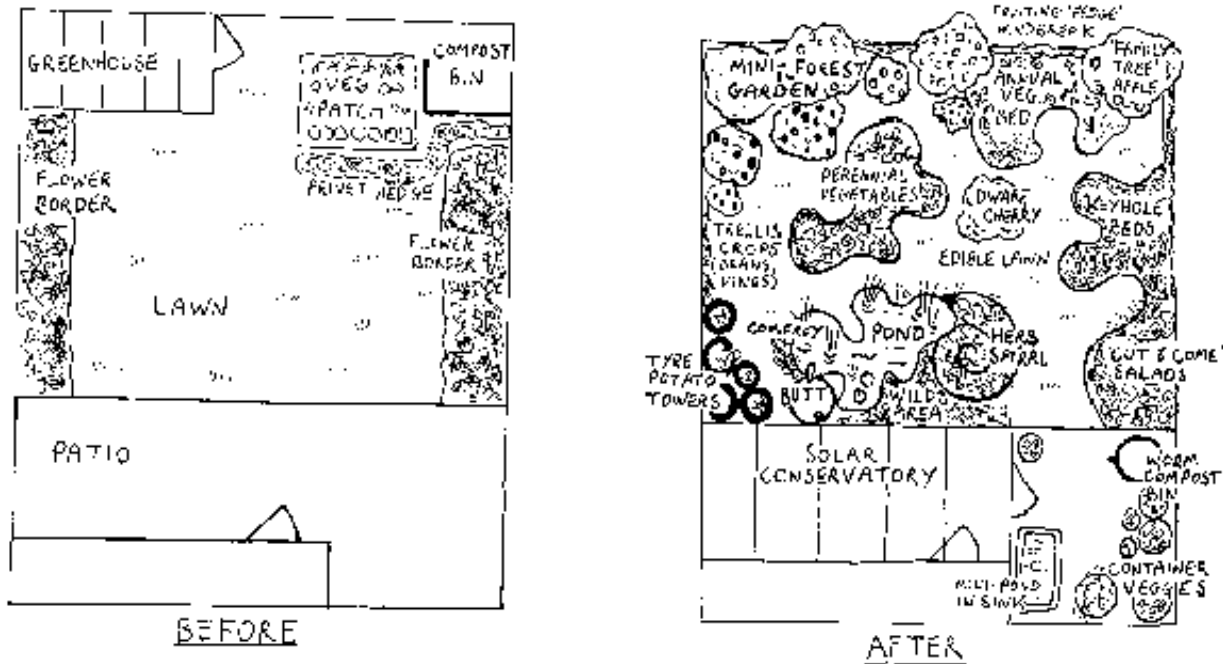 GREENHOUSE
COMPOST
BIN
VEG
PATCH
PRIVET HEDGE
FLOWER
BORDER
FLOWER
BORDER
LAWN
PATIO
BEFORE
FRUITING 'HEDGE'
WINDBREAK
MINI-FOREST
GARDEN
ANNUAL
VEG
BED
FAMILY
TREE
APPLE
PERENNIAL
VEGETABLES
DWARF
CHERRY
KEYHOLE
BEDS
TRELLIS
CROPS
(BEANS
VINES)
EDIBLE LAWN
COMFREY
POND
HERB
SPIRAL
TYRE
POTATO
TOWERS
BUTT
WILD
AREA
CUT & COME
SALADS
SOLAR
CONSERVATORY
WORM
COMPOST
BIN
MINI-POND
IN SINK
CONTAINER
VEGGIES
AFTER